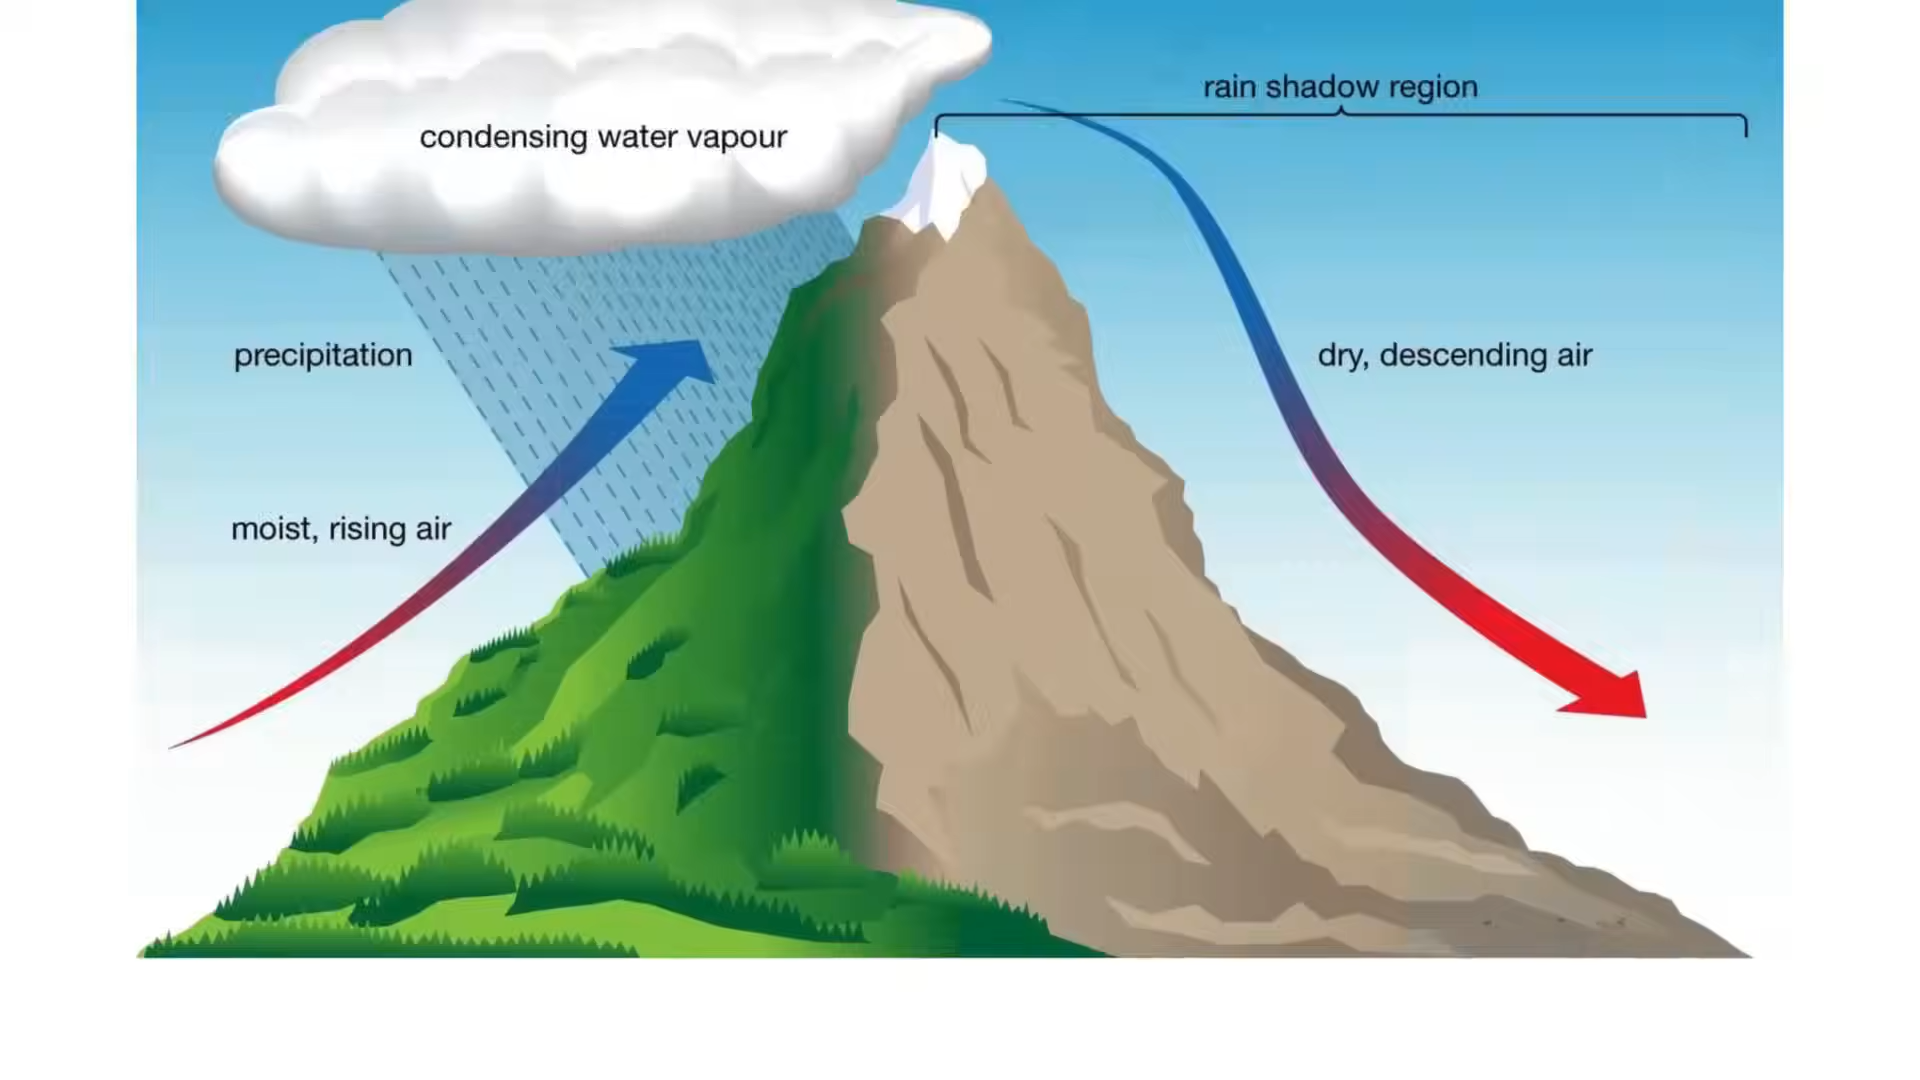 rain shadow region
condensing water vapour
precipitation
dry, descending air
moist, rising air